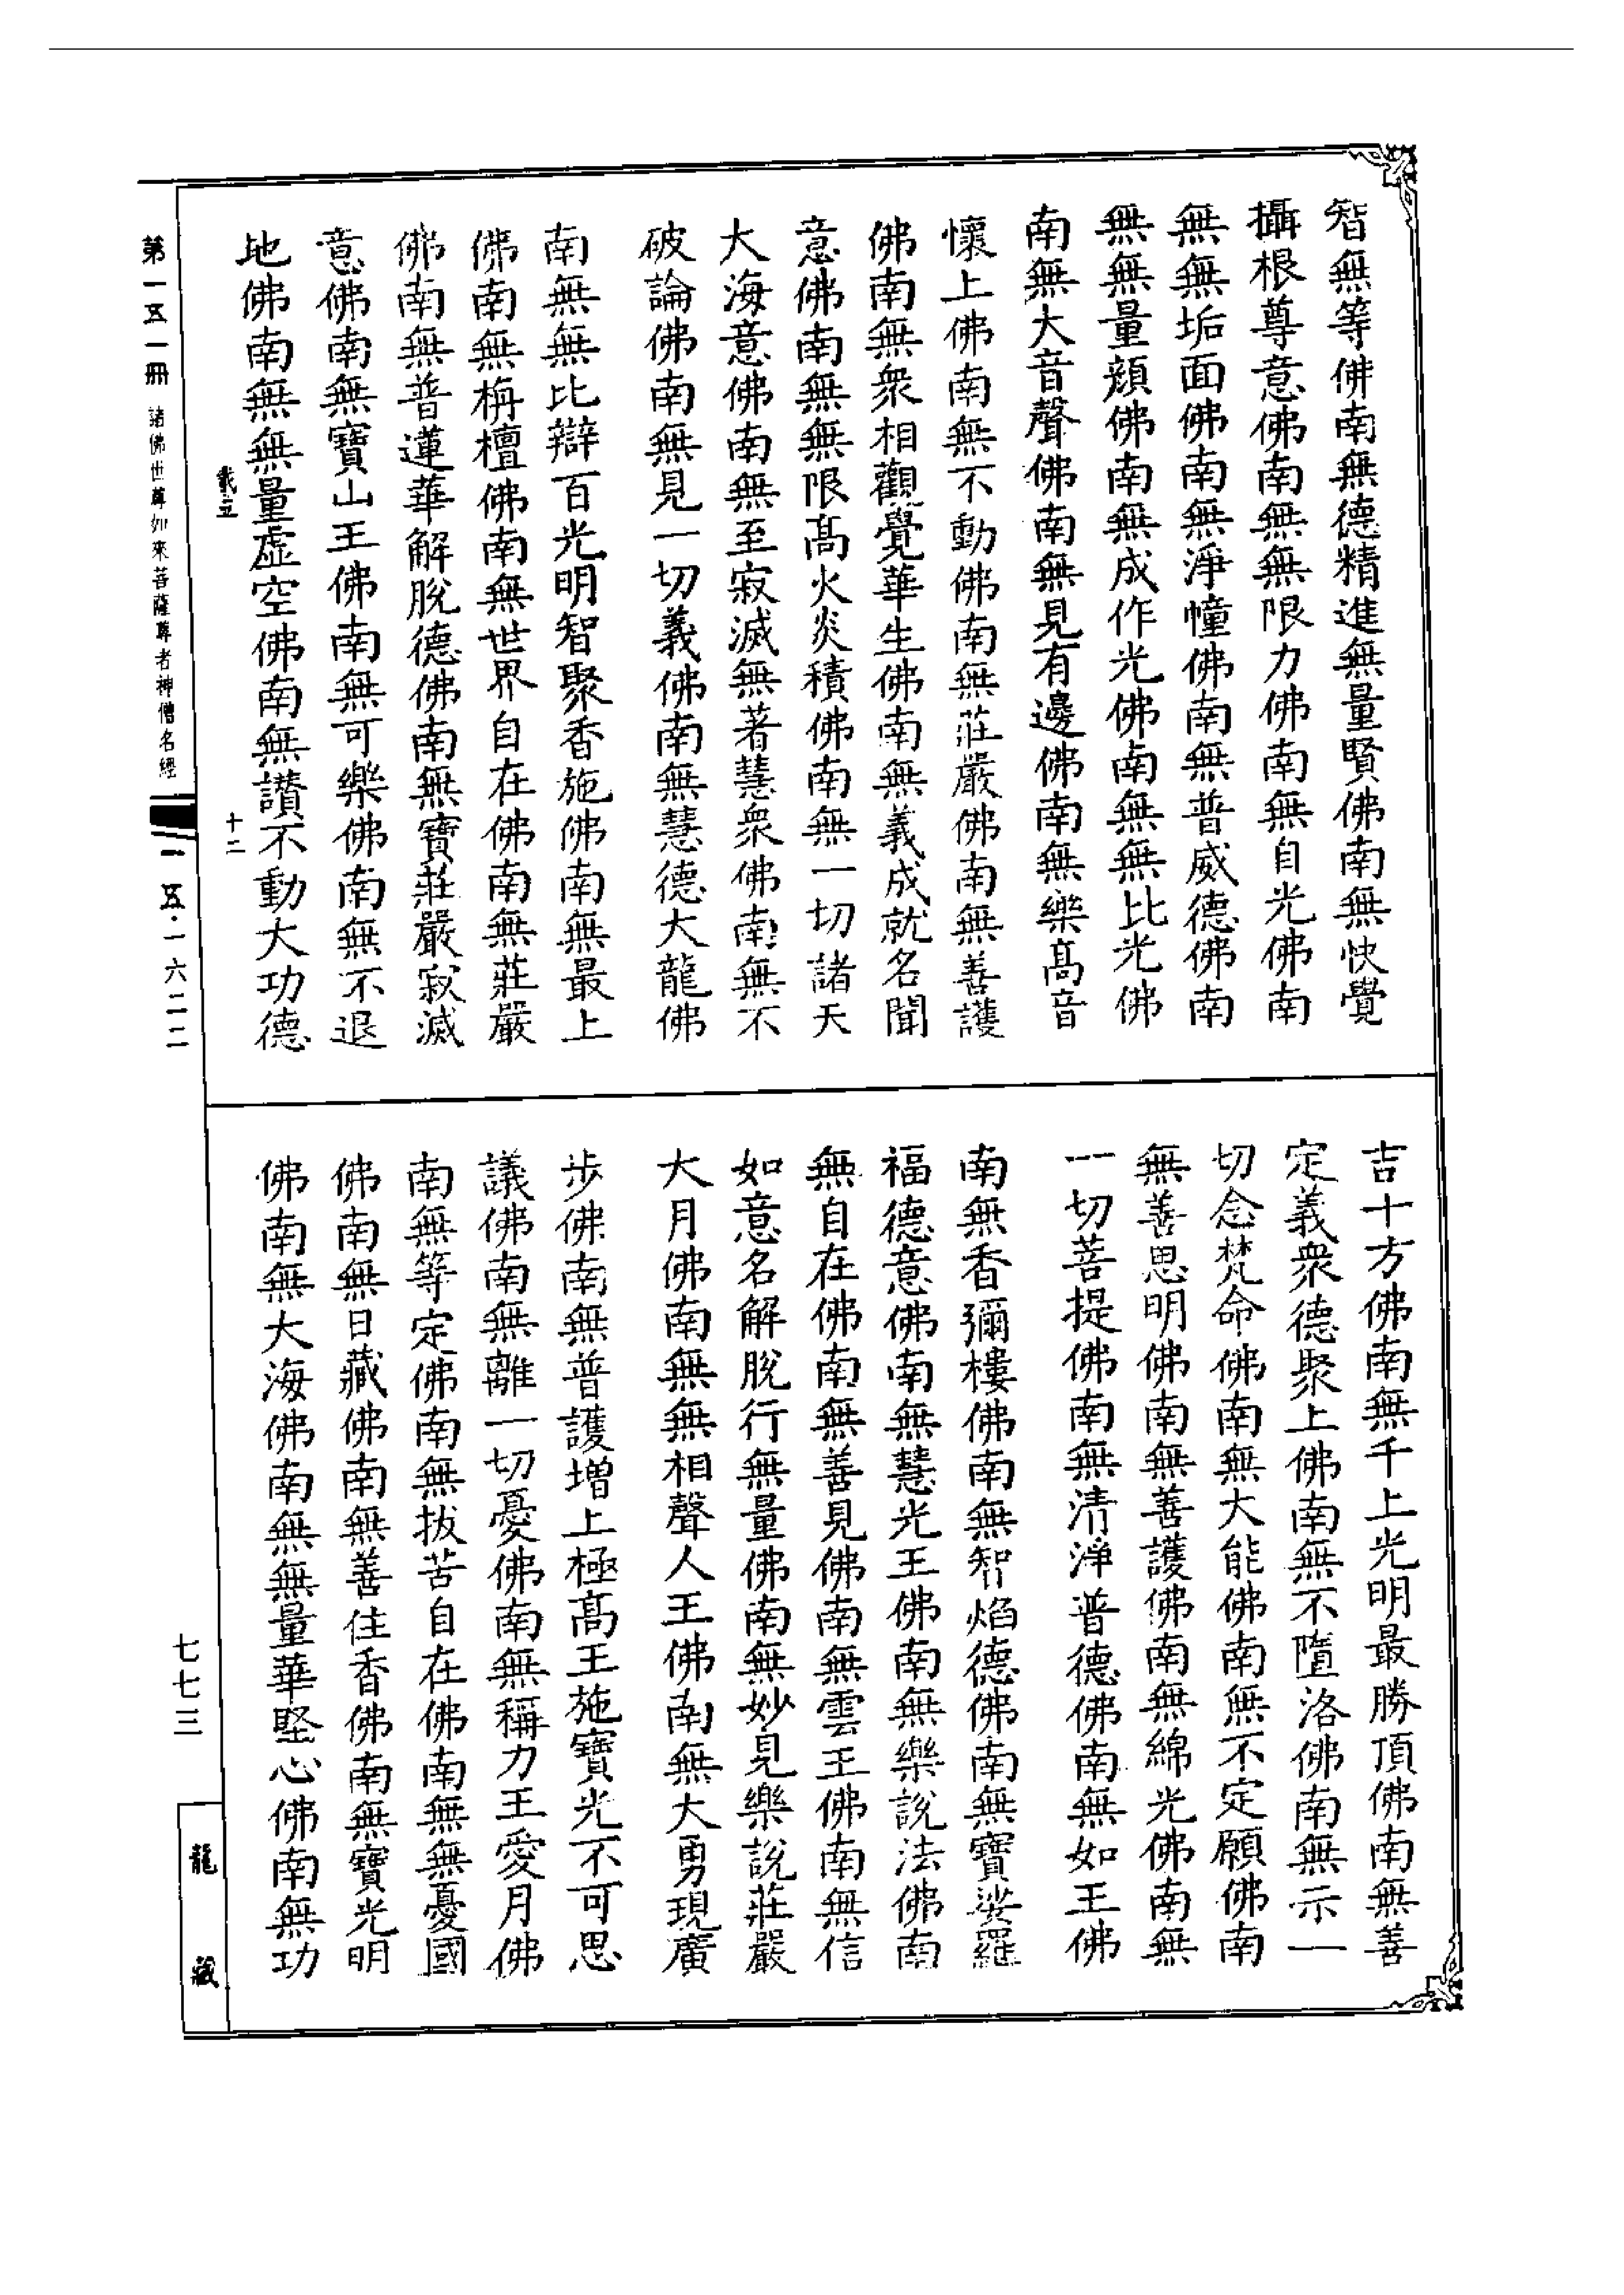 智無等佛南無德精進無量賢佛南無快覺
攝根尊意佛南無無限力佛南無自光佛南
無無垢面佛南無淨幢佛南無普威德佛南
無無量顏佛南無成作光佛南無無比光佛
南無大音聲佛南無見有邊佛南無樂髙音
懷上佛南無不動佛南無莊嚴佛南無善護
佛南無衆相觀覺華生佛南無義成就名聞
意佛南無無限髙火炎積佛南無一切諸天
大海意佛南無至寂滅無著慧衆佛南無不
破論佛南無見一切義佛南無慧德大龍佛
南無無比辯百光明智聚香施佛南無最上
佛南無栴檀佛南無世界自在佛南無莊嚴
佛南無普蓮華解脫德佛南無寶莊嚴寂滅
意佛南無寶山王佛南無可樂佛南無不退
地佛南無無量虛空佛南無讃不動大功德
吉十方佛南無千上光明最勝頂佛南無善
定義衆德聚上佛南無不墮洛佛南無示一
切念梵命佛南無大能佛南無不定願佛南
無善思明佛南無善護佛南無綿光佛南無
一切菩提佛南無清淨普德佛南無如王佛
南無香彌樓佛南無智焰德佛南無寶娑羅
福德意佛南無慧光王佛南無樂說法佛南
無自在佛南無善見佛南無雲王佛南無信
如意名解脫行無量佛南無妙見樂說莊嚴
大月佛南無無相聲人王佛南無大勇現廣
步佛南無普護增上極髙王施寶光不可思
議佛南無離一切憂佛南無稱力王愛月佛
南無等定佛南無拔苦自在佛南無無憂國
佛南無日藏佛南無善住香佛南無寶光明
佛南無大海佛南無無量華堅心佛南無功
十二
第一五一冊
諸佛世尊如來菩薩尊者神僧名經
一五·一六二二
七七三
龍藏